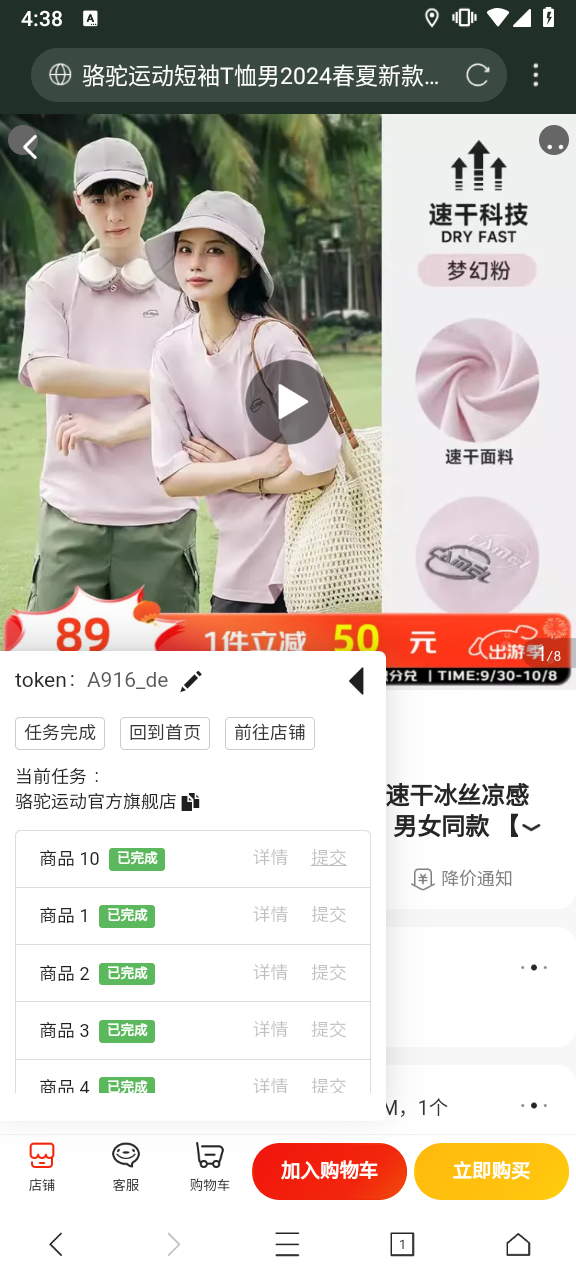 4:38
A
骆驼运动短袖T恤男2024春夏新款...
速干科技
DRY FAST
梦幻粉
速干面料
CAMEL
89
1件立减 50 元
出游季
1/8
分兑 | TIME:9/30-10/8
token: A916_de
任务完成 回到首页 前往店铺
当前任务：
骆驼运动官方旗舰店
速干冰丝凉感
男女同款 【
降价通知
商品 10 已完成 详情 提交
商品 1 已完成 详情 提交
商品 2 已完成 详情 提交
商品 3 已完成 详情 提交
商品 4 已完成 详情 提交
M，1个
店铺 客服 购物车 加入购物车 立即购买
1